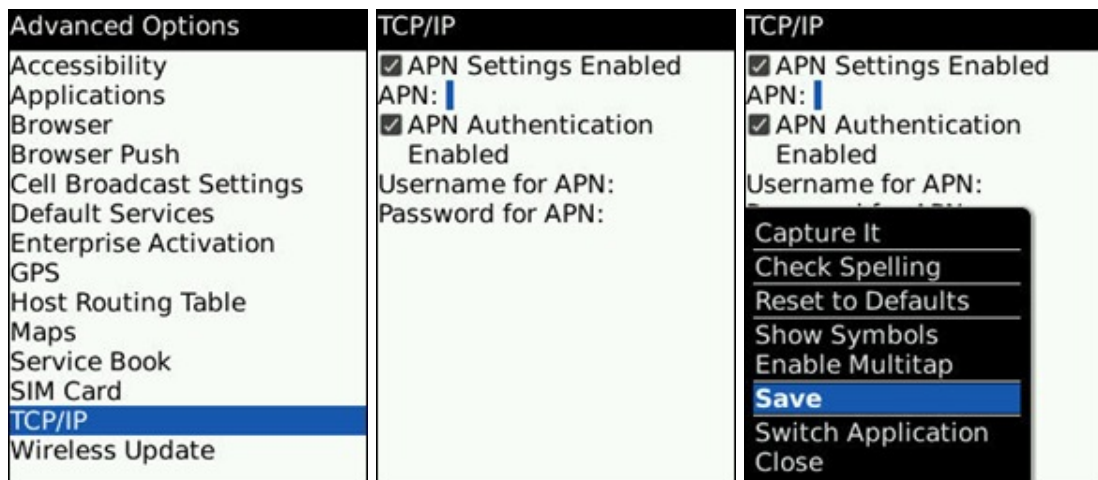 Advanced Options
Accessibility
Applications
Browser
Browser Push
Cell Broadcast Settings
Default Services
Enterprise Activation
GPS
Host Routing Table
Maps
Service Book
SIM Card
TCP/IP
Wireless Update
TCP/IP
APN Settings Enabled
APN:
APN Authentication
Enabled
Username for APN:
Password for APN:
TCP/IP
APN Settings Enabled
APN:
APN Authentication
Enabled
Username for APN:
Capture It
Check Spelling
Reset to Defaults
Show Symbols
Enable Multitap
Save
Switch Application
Close